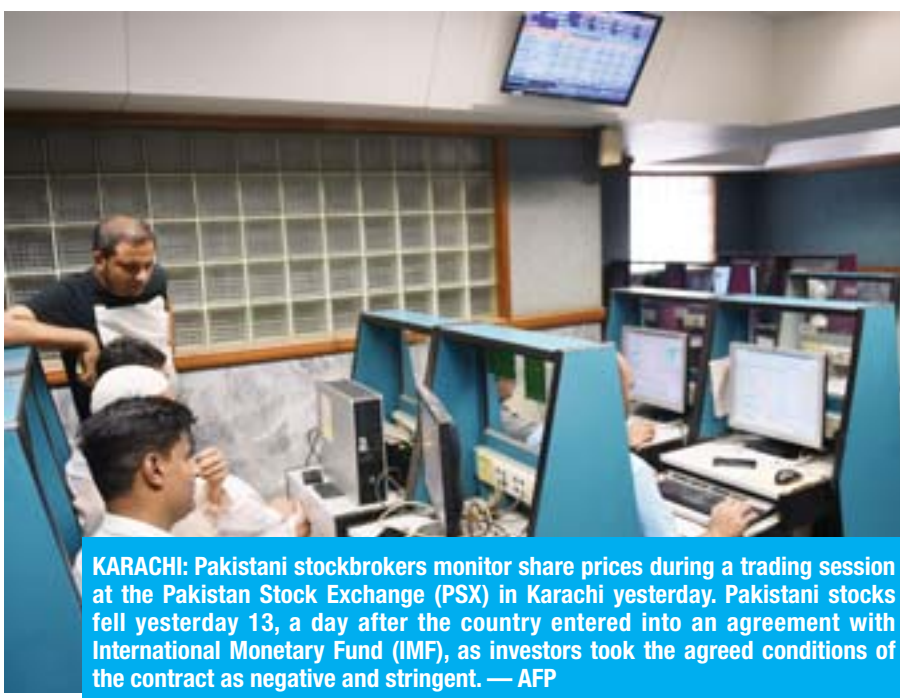 KARACHI: Pakistani stockbrokers monitor share prices during a trading session
at the Pakistan Stock Exchange (PSX) in Karachi yesterday. Pakistani stocks
fell yesterday 13, a day after the country entered into an agreement with
International Monetary Fund (IMF), as investors took the agreed conditions of
the contract as negative and stringent. — AFP